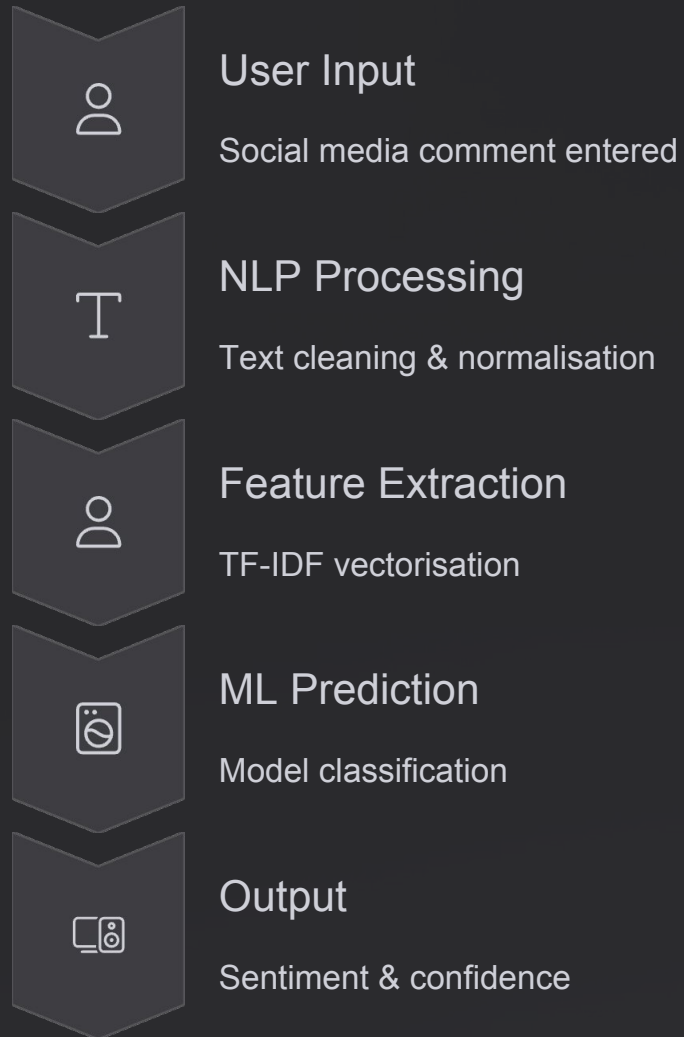 User Input
Social media comment entered
NLP Processing
Text cleaning & normalisation
Feature Extraction
TF-IDF vectorisation
ML Prediction
Model classification
Output
Sentiment & confidence